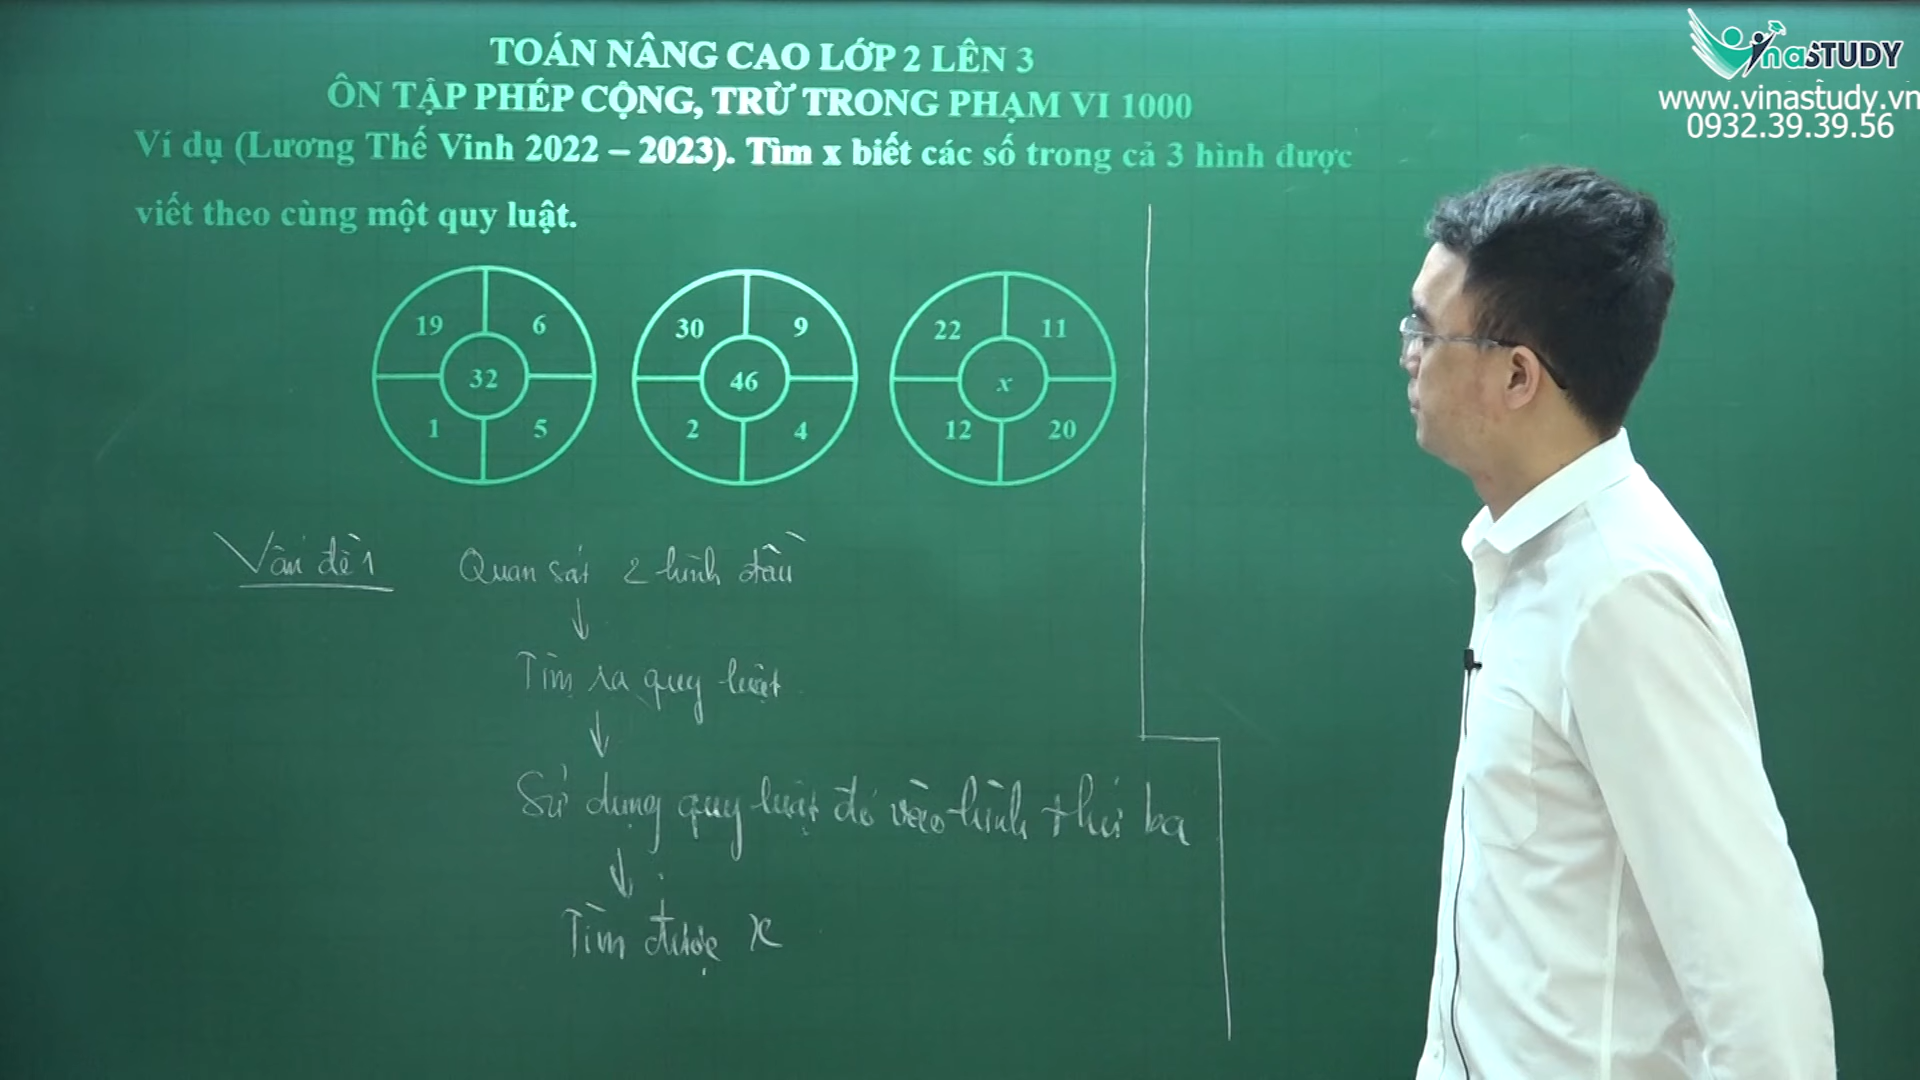 TOÁN NÂNG CAO LỚP 2 LÊN 3
ÔN TẬP PHÉP CỘNG, TRỪ TRONG PHẠM VI 1000
Ví dụ (Lương Thế Vinh 2022 – 2023). Tìm x biết các số trong cả 3 hình được
viết theo cùng một quy luật.
19 6 32 1 5
30 9 46 2 4
22 11 x 12 20
Vấn đề 1 Quan sát 2 hình đầu
↓
Tìm ra quy luật
↓
Sử dụng quy luật đó vào hình thứ ba
↓
Tìm được x
VinaSTUDY
www.vinastudy.vn
0932.39.39.56